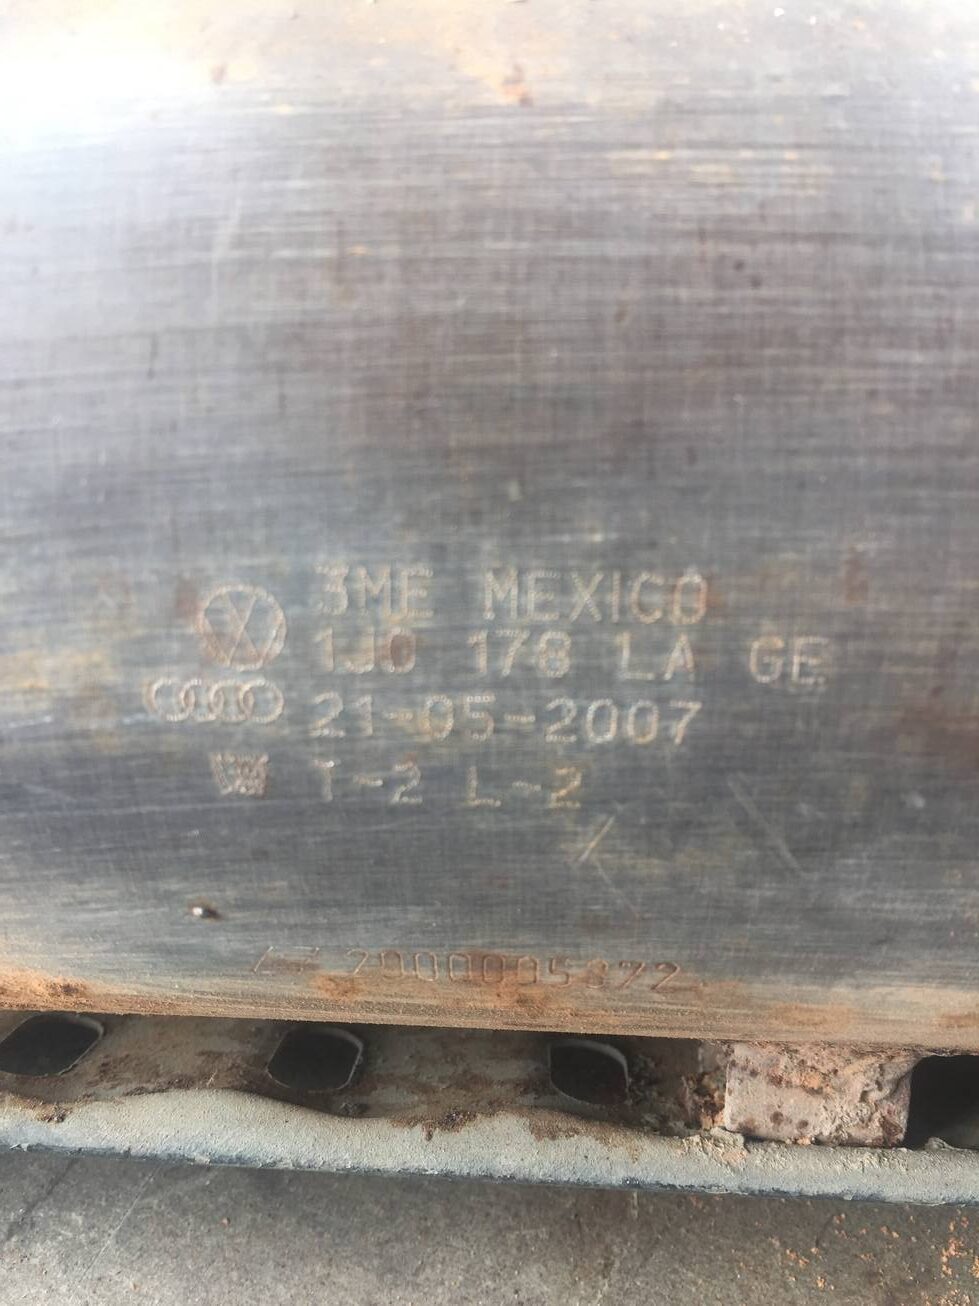 3ME MEXICO
1J0 178 LA GE
21-05-2007
T-2 L-2